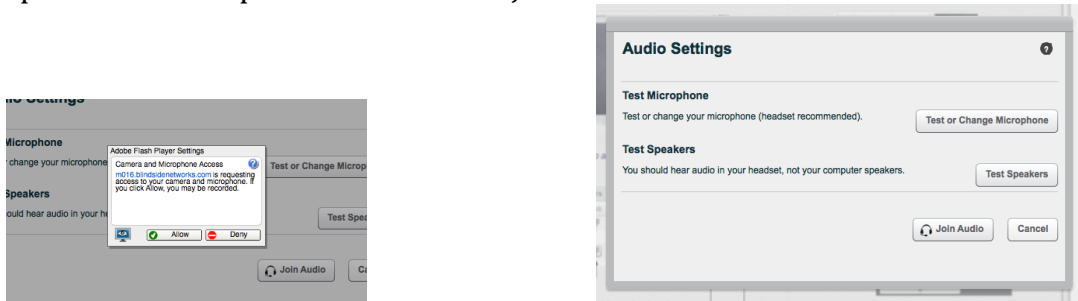 Audio Settings
Test Microphone
Test or change your microphone (headset recommended).
Test or Change Microphone
Test Speakers
You should hear audio in your headset, not your computer speakers.
Test Speakers
Join Audio
Cancel
Settings
Microphone
change your microphone
Adobe Flash Player Settings
Camera and Microphone Access
m016.blindsidenetworks.com is requesting
access to your camera and microphone. If
you click Allow, you may be recorded.
Allow
Deny
Test or Change Microp
Speakers
ould hear audio in your he
Test Spea
Join Audio
Ca